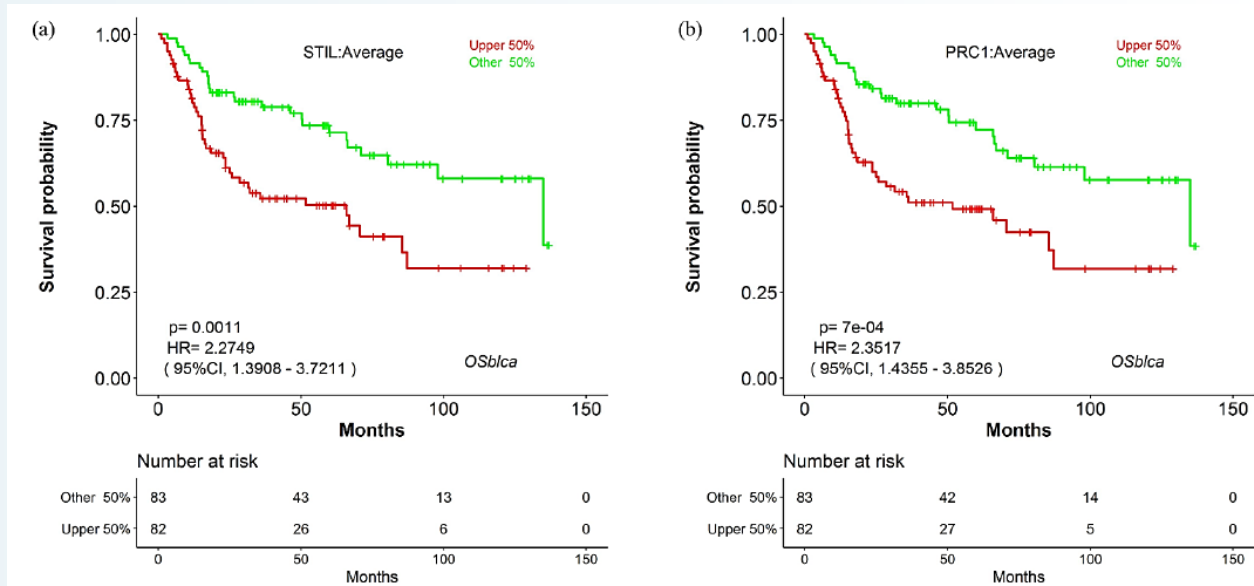 (a)
STIL:Average
Upper 50%
Other 50%
1.00
0.75
0.50
0.25
0.00
Survival probability
p= 0.0011
HR= 2.2749
( 95%CI, 1.3908 - 3.7211 )
OSblca
0 50 100 150
Months
Number at risk
Other 50% 83 43 13 0
Upper 50% 82 26 6 0
0 50 100 150
Months
(b)
PRC1:Average
Upper 50%
Other 50%
1.00
0.75
0.50
0.25
0.00
Survival probability
p= 7e-04
HR= 2.3517
( 95%CI, 1.4355 - 3.8526 )
OSblca
0 50 100 150
Months
Number at risk
Other 50% 83 42 14 0
Upper 50% 82 27 5 0
0 50 100 150
Months